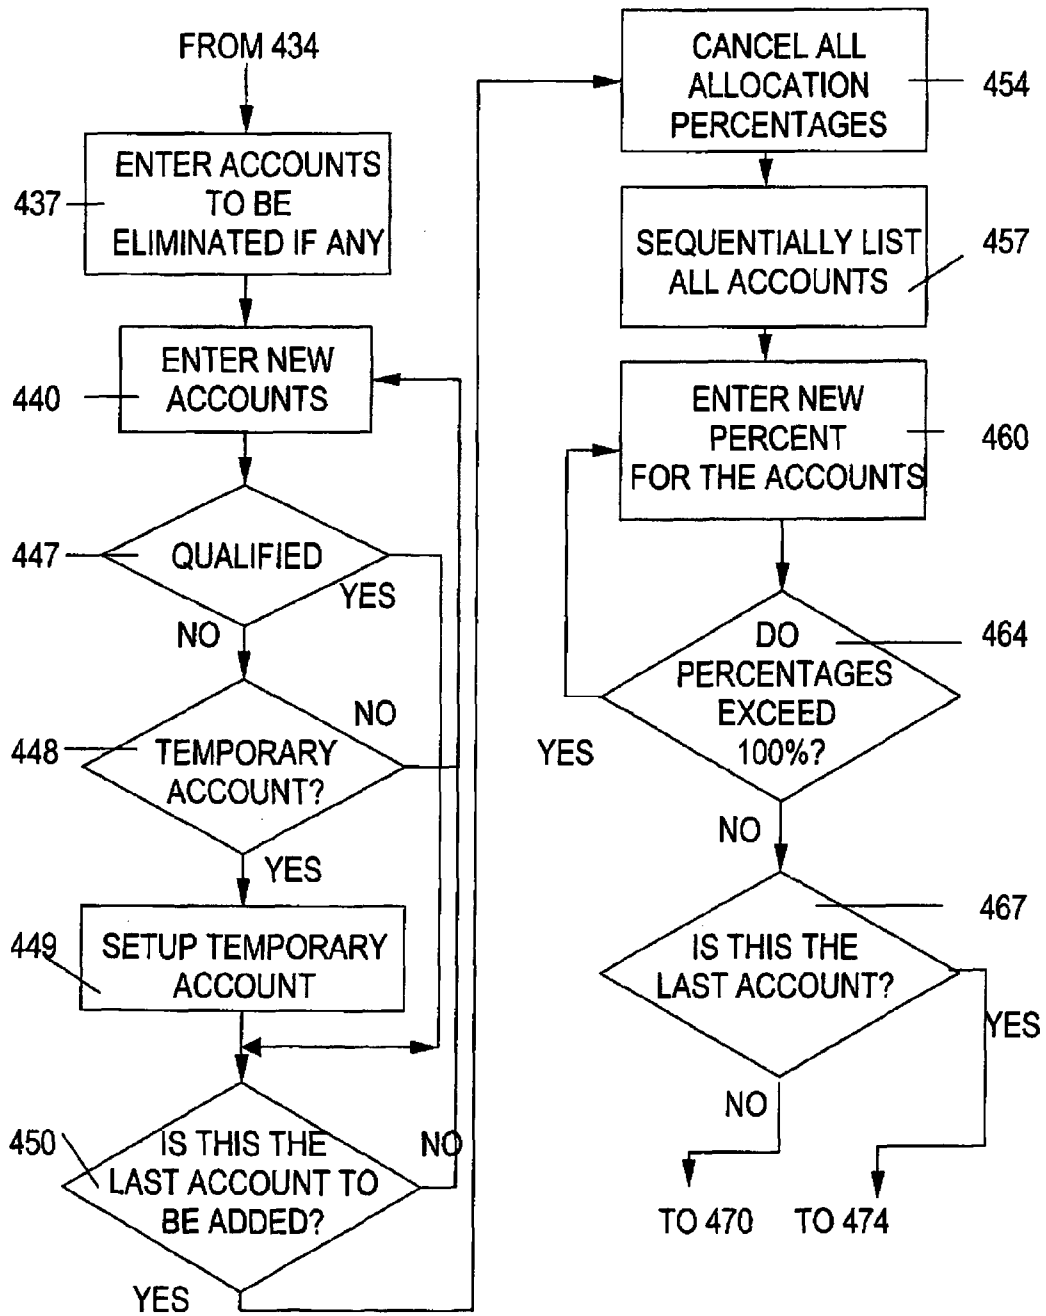 FROM 434
437
ENTER ACCOUNTS
TO BE
ELIMINATED IF ANY
440
ENTER NEW
ACCOUNTS
447
QUALIFIED
YES
NO
448
TEMPORARY
ACCOUNT?
NO
YES
449
SETUP TEMPORARY
ACCOUNT
450
IS THIS THE
LAST ACCOUNT TO
BE ADDED?
NO
YES
CANCEL ALL
ALLOCATION
PERCENTAGES
454
SEQUENTIALLY LIST
ALL ACCOUNTS
457
ENTER NEW
PERCENT
FOR THE ACCOUNTS
460
DO
PERCENTAGES
EXCEED
100%?
464
YES
NO
IS THIS THE
LAST ACCOUNT?
467
YES
NO
TO 470
TO 474